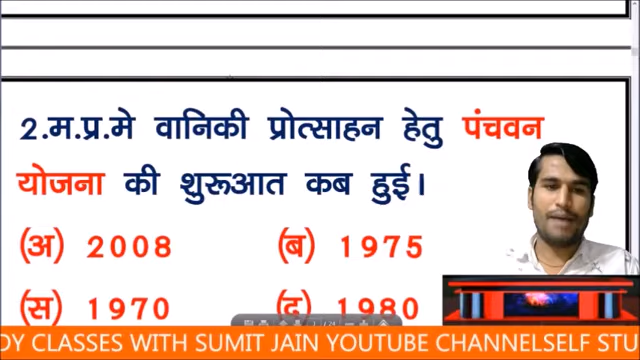 2.म.प्र.मे वानिकी प्रोत्साहन हेतु पंचवन
योजना की शुरूआत कब हुई।
(अ) 2008 (ब) 1975
(स) 1970 (द) 1980
DY CLASSES WITH SUMIT JAIN YOUTUBE CHANNELSELF STU